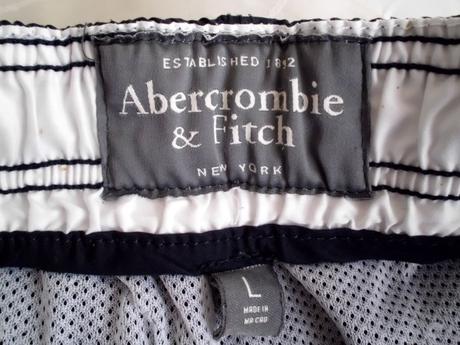 ESTABLISHED 1892
Abercrombie
& Fitch
NEW YORK
L
MADE IN